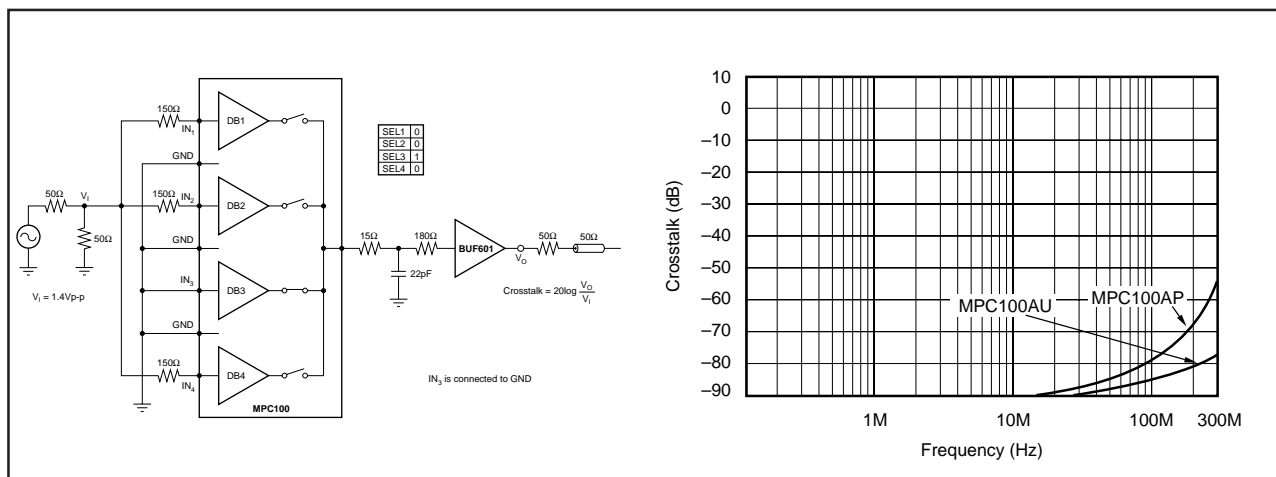 150Ω
DB1
IN1
SEL1 0
SEL2 0
SEL3 1
SEL4 0
GND
50Ω
VI
150Ω
IN2
DB2
50Ω
GND
15Ω
180Ω
BUF601
50Ω
50Ω
VO
22pF
IN3
DB3
VI = 1.4Vp-p
Crosstalk = 20log VO/VI
GND
150Ω
IN4
DB4
IN3 is connected to GND
MPC100
10
0
–10
–20
–30
–40
–50
–60
–70
–80
–90
Crosstalk (dB)
MPC100AP
MPC100AU
1M
10M
100M
300M
Frequency (Hz)